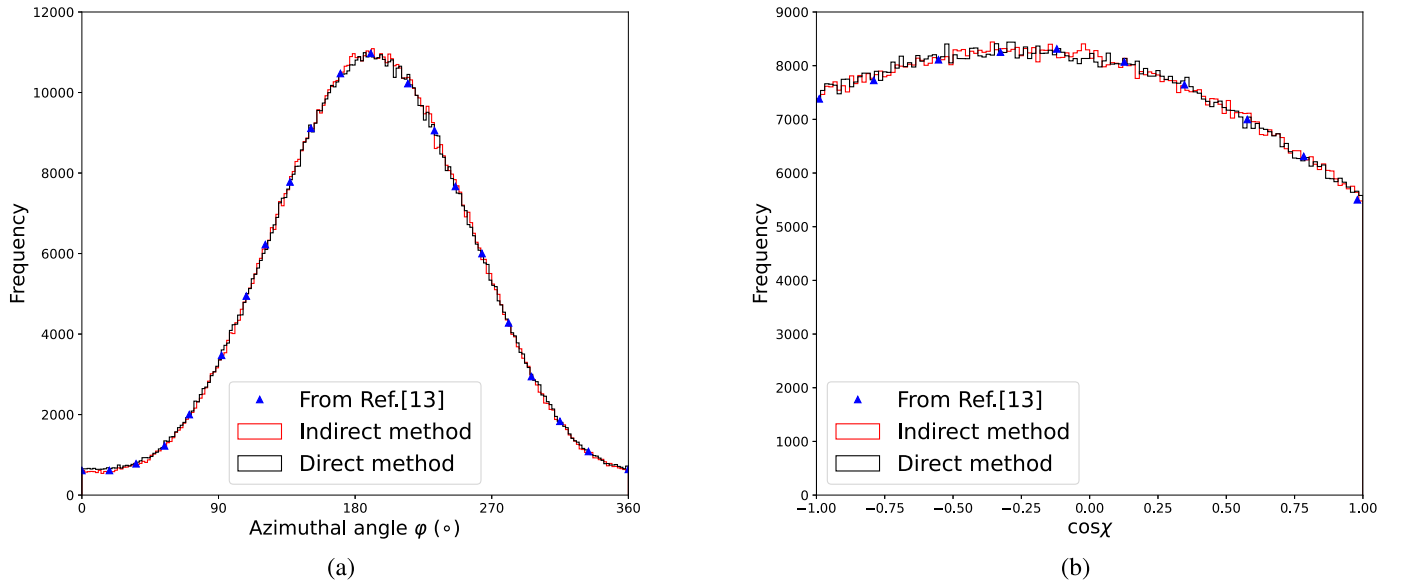 12000
10000
8000
6000
4000
2000
0
Frequency
0 90 180 270 360
Azimuthal angle φ (∘)
From Ref.[13]
Indirect method
Direct method
(a)
9000
8000
7000
6000
5000
4000
3000
2000
1000
0
Frequency
−1.00 −0.75 −0.50 −0.25 0.00 0.25 0.50 0.75 1.00
cosχ
From Ref.[13]
Indirect method
Direct method
(b)